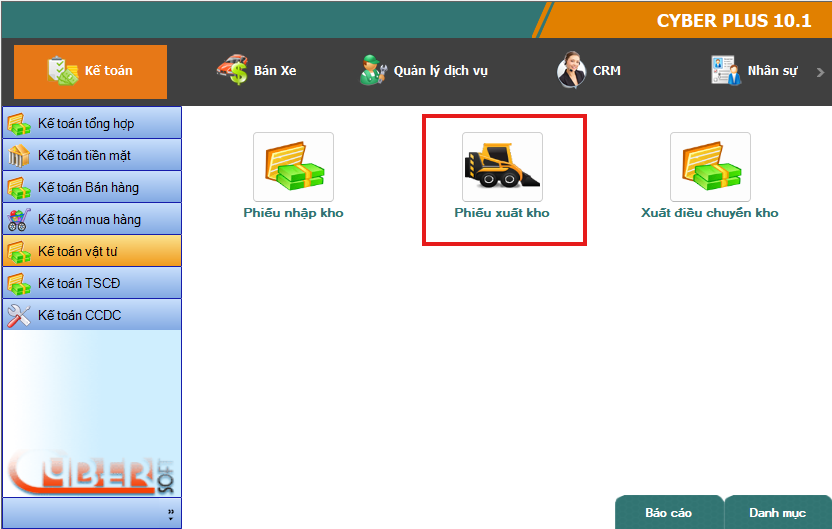 CYBER PLUS 10.1
Kế toán
Bán Xe
Quản lý dịch vụ
CRM
Nhân sự
Kế toán tổng hợp
Kế toán tiền mặt
Kế toán Bán hàng
Kế toán mua hàng
Kế toán vật tư
Kế toán TSCĐ
Kế toán CCDC
Phiếu nhập kho
Phiếu xuất kho
Xuất điều chuyển kho
CYBER SOFT
Báo cáo
Danh mục